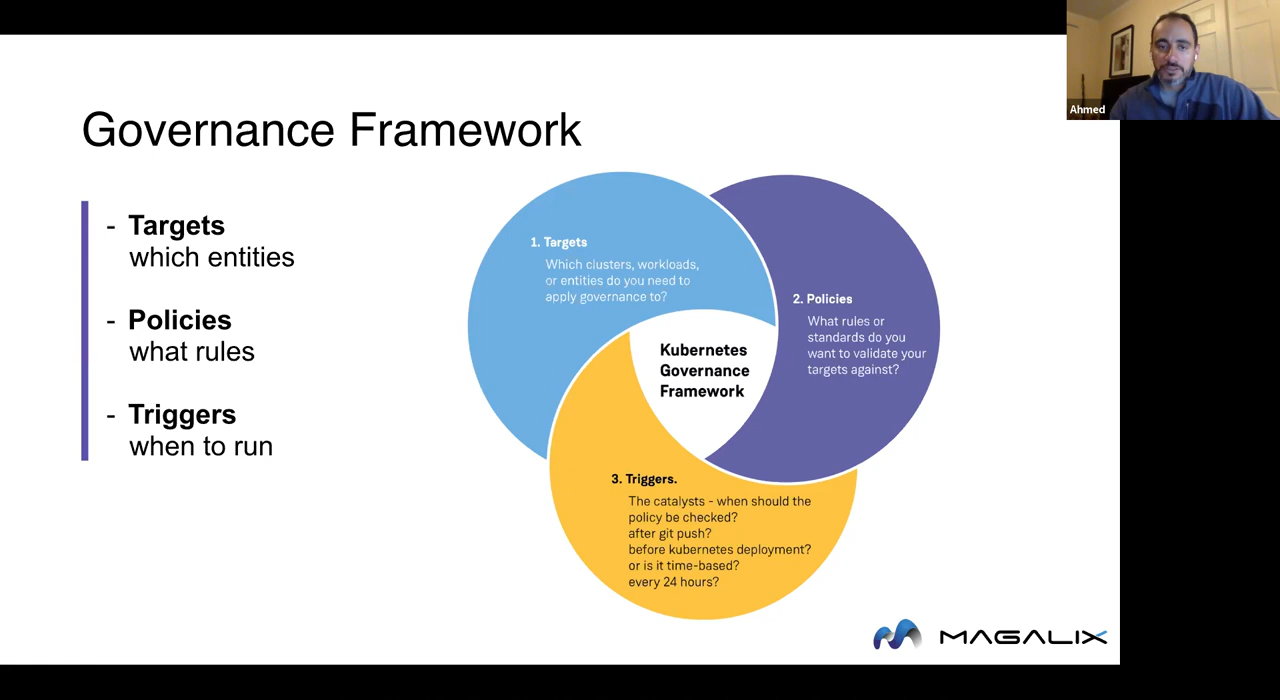 Governance Framework
- Targets
which entities
- Policies
what rules
- Triggers
when to run
1. Targets
Which clusters, workloads,
or entities do you need to
apply governance to?
2. Policies
What rules or
standards do you
want to validate your
targets against?
Kubernetes
Governance
Framework
3. Triggers.
The catalysts - when should the
policy be checked?
after git push?
before kubernetes deployment?
or is it time-based?
every 24 hours?
MAGALIX
Ahmed